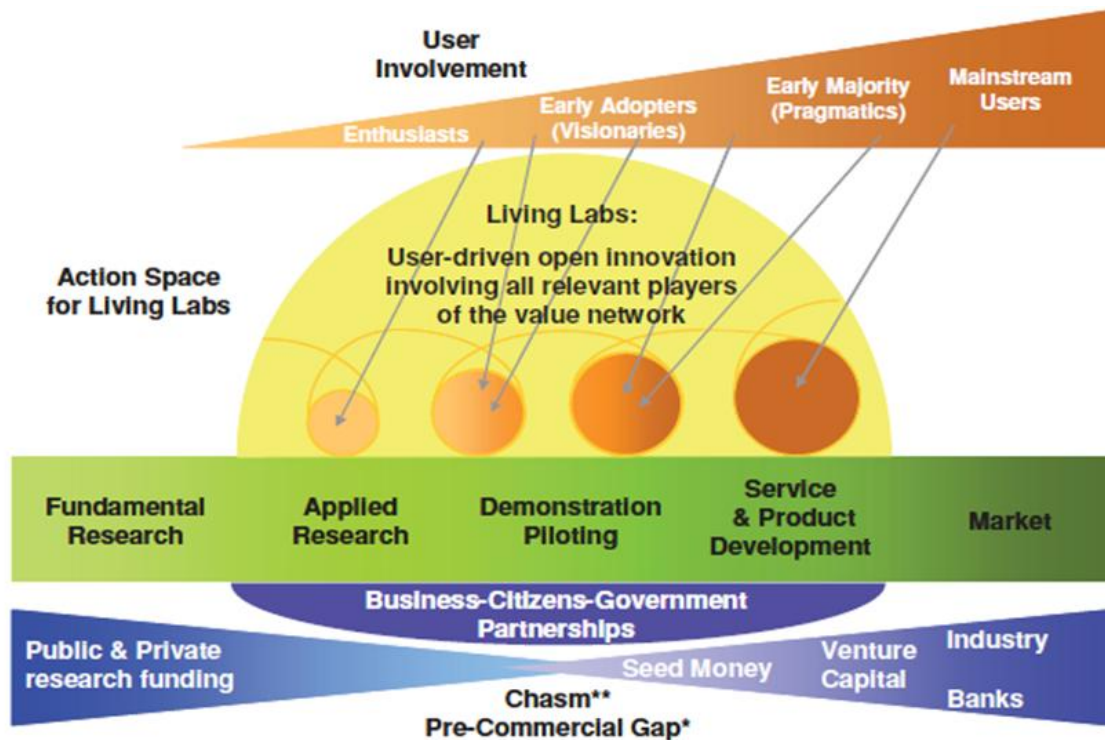 User
Involvement
Enthusiasts
Early Adopters
(Visionaries)
Early Majority
(Pragmatics)
Mainstream
Users
Living Labs:
User-driven open innovation
involving all relevant players
of the value network
Action Space
for Living Labs
Fundamental
Research
Applied
Research
Demonstration
Piloting
Service
& Product
Development
Market
Business-Citizens-Government
Partnerships
Public & Private
research funding
Seed Money
Venture
Capital
Industry
Banks
Chasm**
Pre-Commercial Gap*